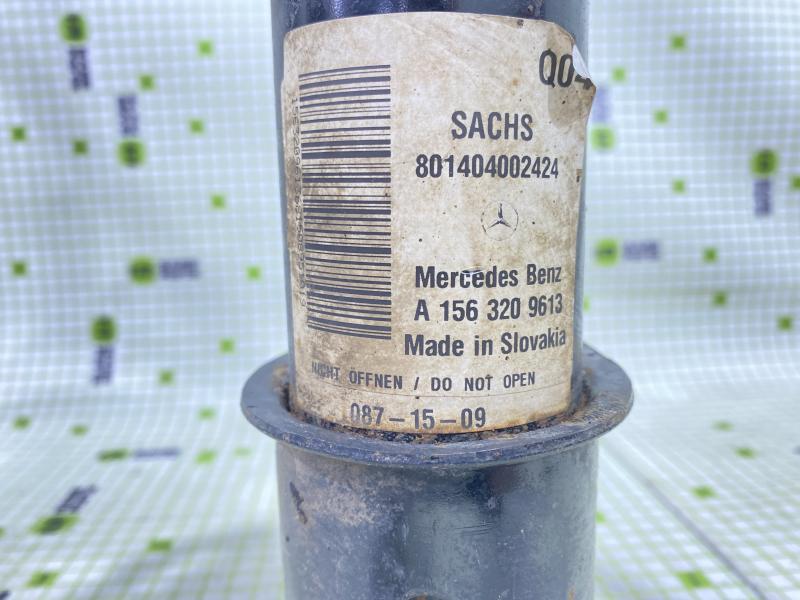 Q04
SACHS
801404002424
Mercedes Benz
A 156 320 9613
Made in Slovakia
NICHT OFFNEN / DO NOT OPEN
087-15-09